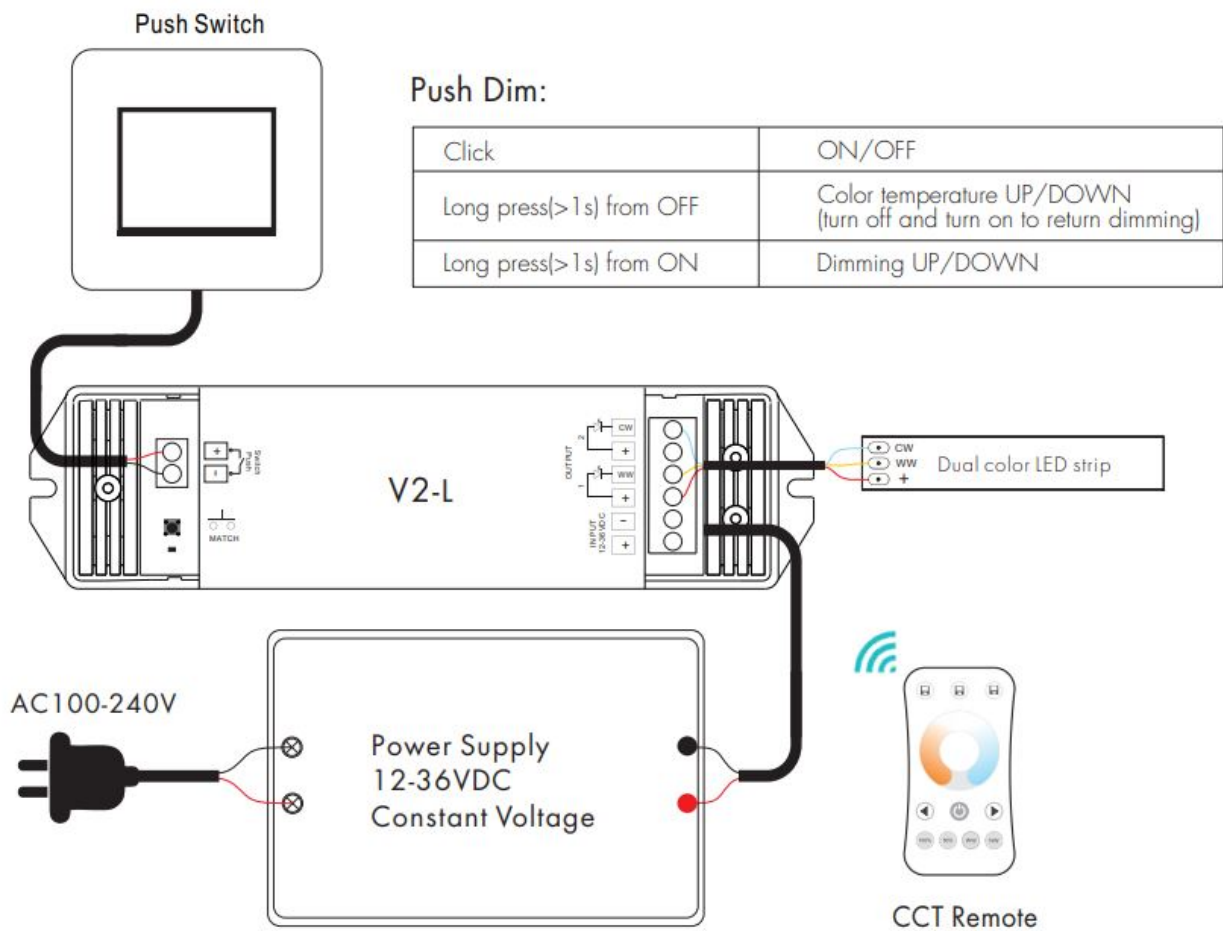 Push Switch
Push Dim:
Click
ON/OFF
Long press(>1s) from OFF
Color temperature UP/DOWN
(turn off and turn on to return dimming)
Long press(>1s) from ON
Dimming UP/DOWN
+
−
Push
Switch
MATCH
V2-L
OUTPUT
2
CW
+
1
WW
+
INPUT
12-36VDC
−
+
CW
WW
+
Dual color LED strip
AC100-240V
Power Supply
12-36VDC
Constant Voltage
CCT Remote